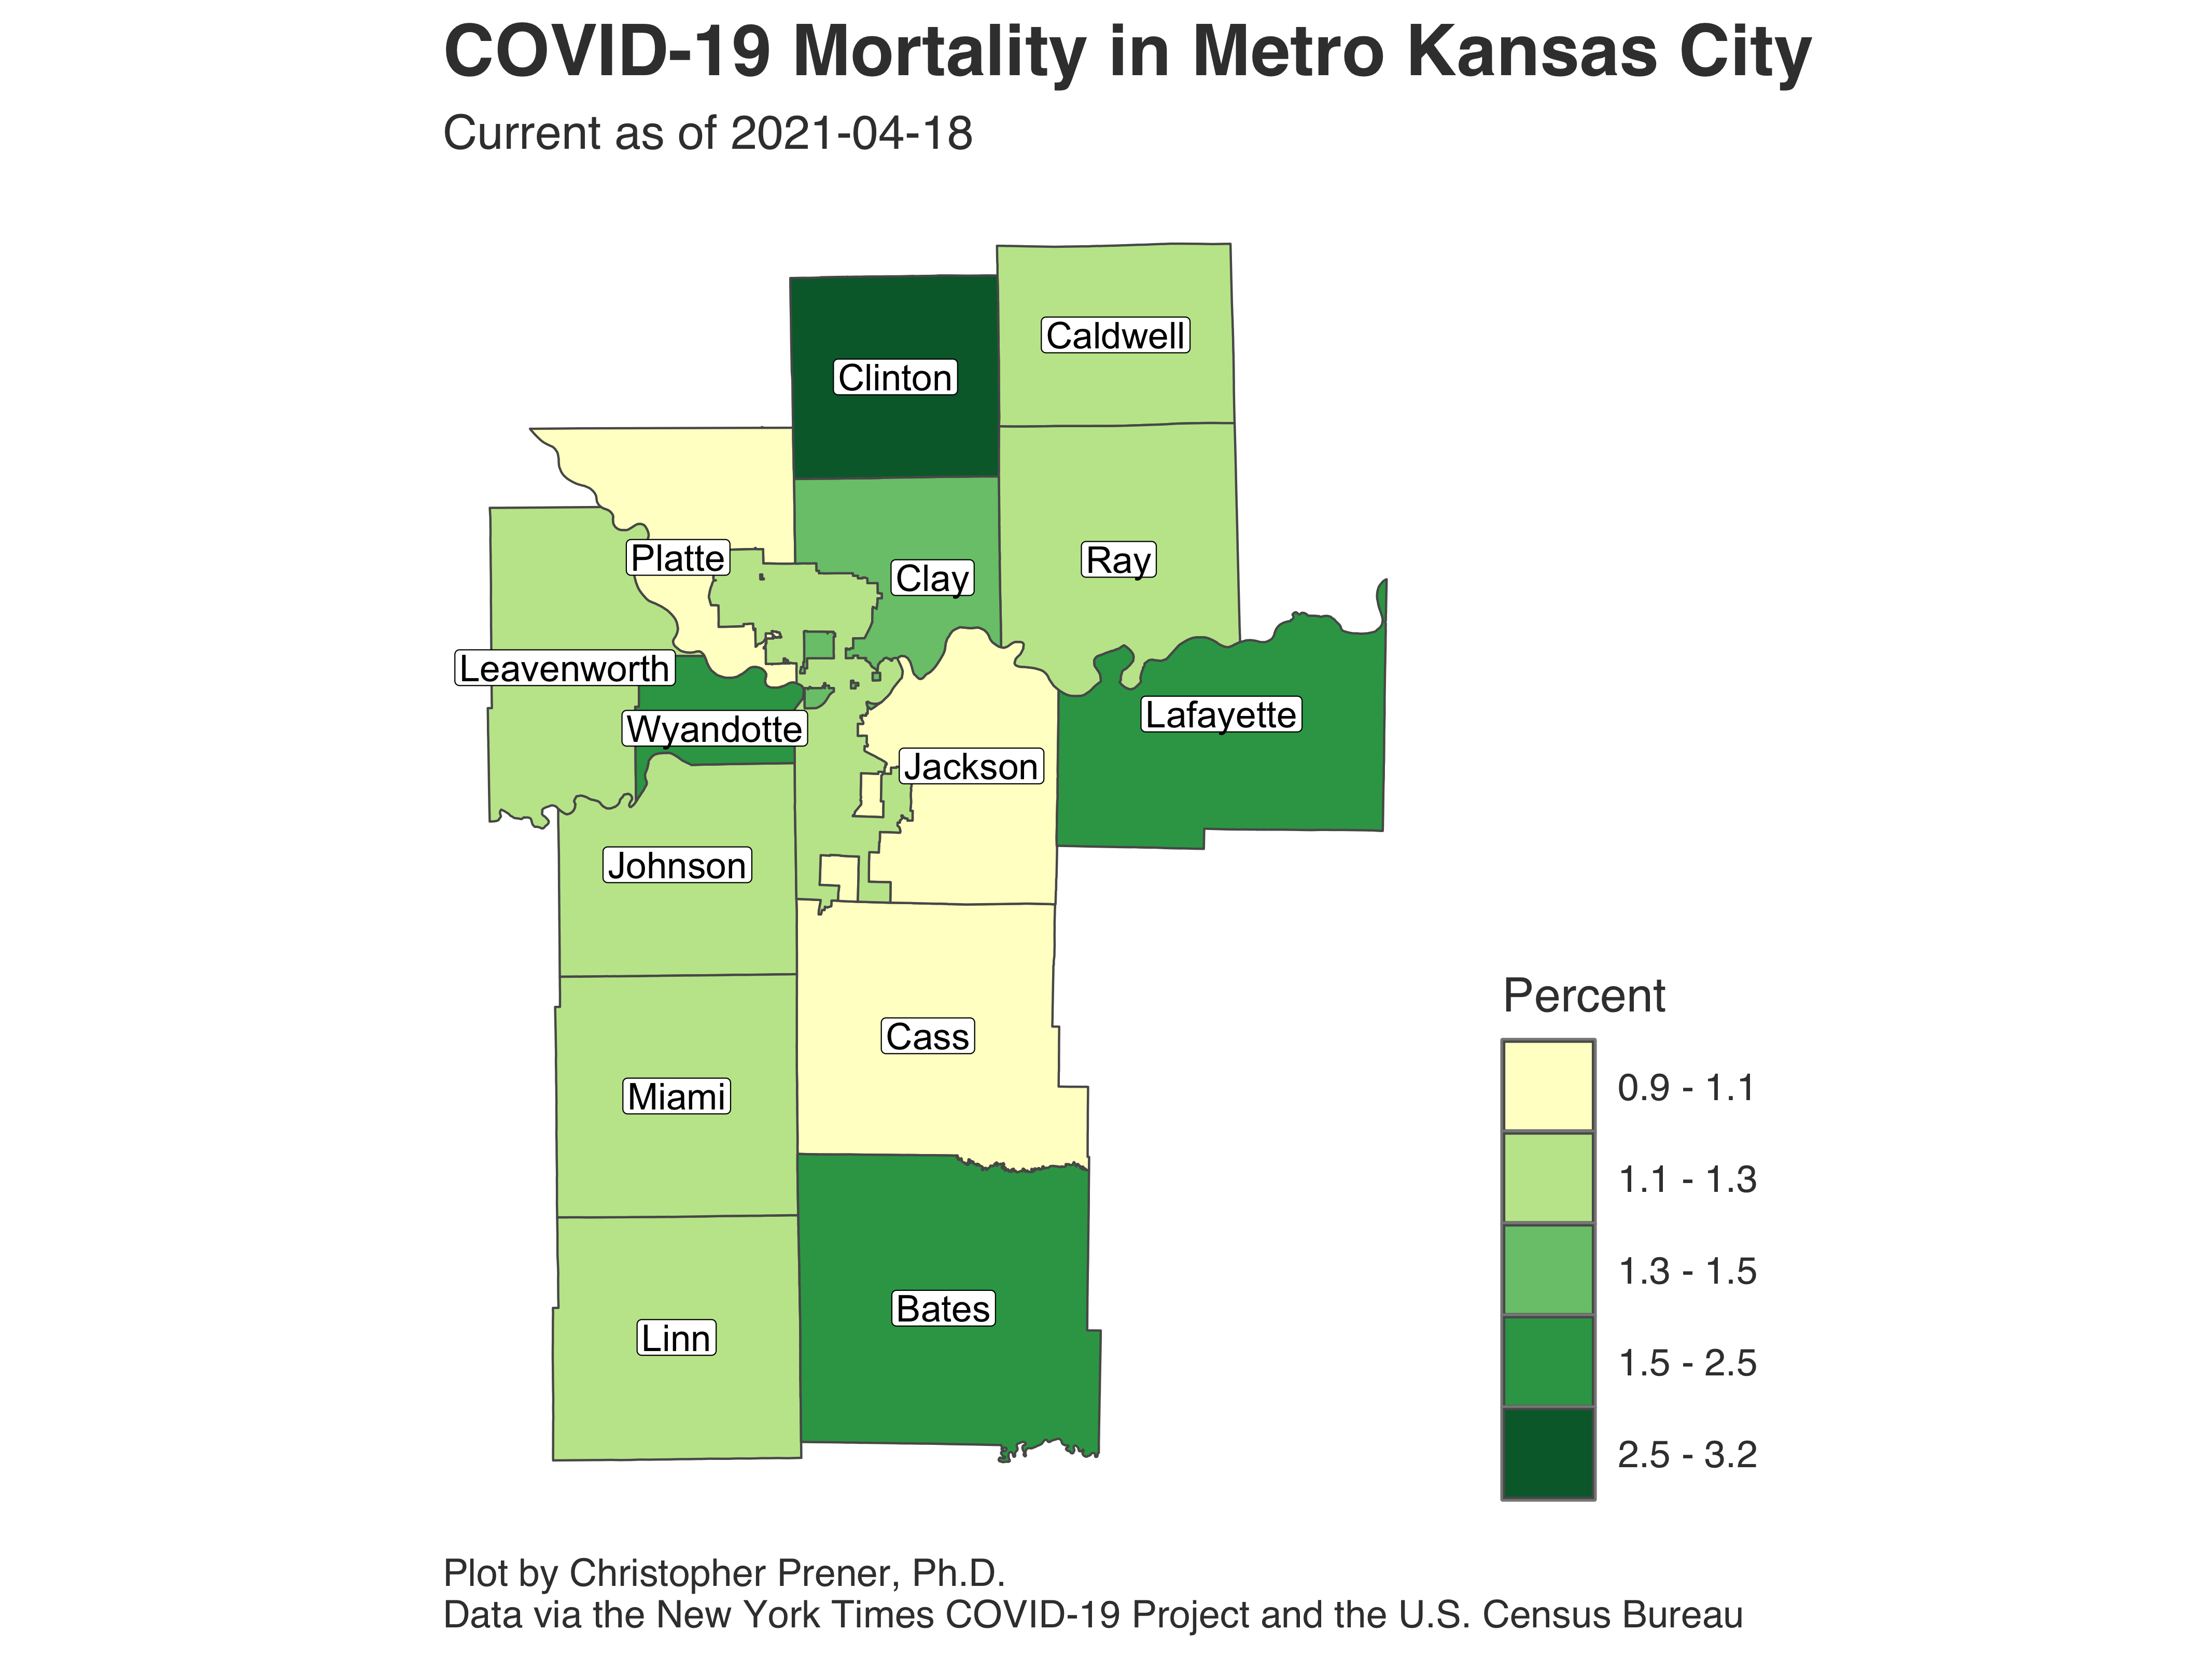 COVID-19 Mortality in Metro Kansas City
Current as of 2021-04-18
Caldwell
Clinton
Platte
Clay
Ray
Leavenworth
Wyandotte
Lafayette
Jackson
Johnson
Cass
Miami
Bates
Linn
Percent
0.9 - 1.1
1.1 - 1.3
1.3 - 1.5
1.5 - 2.5
2.5 - 3.2
Plot by Christopher Prener, Ph.D.
Data via the New York Times COVID-19 Project and the U.S. Census Bureau